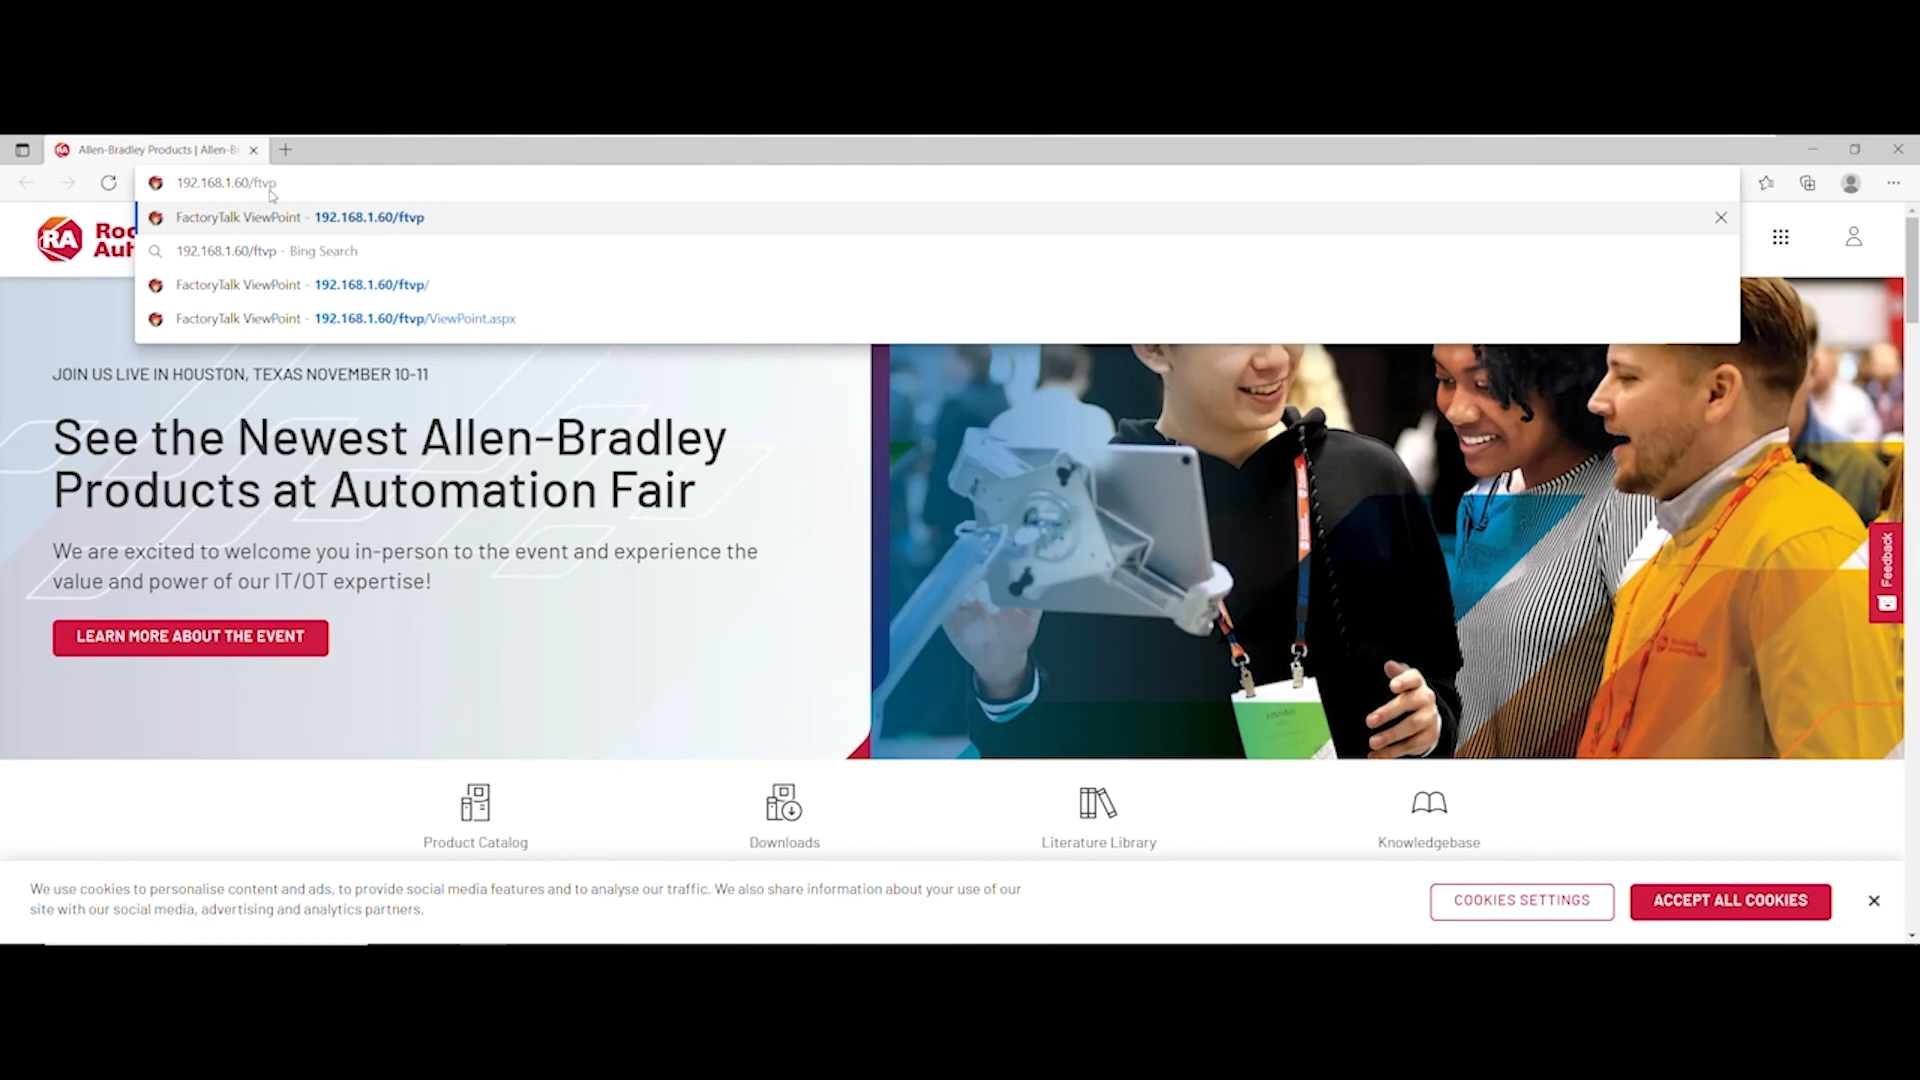 Allen-Bradley Products | Allen-B
192.168.1.60/ftvp
FactoryTalk ViewPoint - 192.168.1.60/ftvp
192.168.1.60/ftvp - Bing Search
FactoryTalk ViewPoint - 192.168.1.60/ftvp/
FactoryTalk ViewPoint - 192.168.1.60/ftvp/ViewPoint.aspx
RA
JOIN US LIVE IN HOUSTON, TEXAS NOVEMBER 10-11
See the Newest Allen-Bradley
Products at Automation Fair
We are excited to welcome you in-person to the event and experience the
value and power of our IT/OT expertise!
LEARN MORE ABOUT THE EVENT
Feedback
Product Catalog
Downloads
Literature Library
Knowledgebase
We use cookies to personalise content and ads, to provide social media features and to analyse our traffic. We also share information about your use of our
site with our social media, advertising and analytics partners.
COOKIES SETTINGS
ACCEPT ALL COOKIES